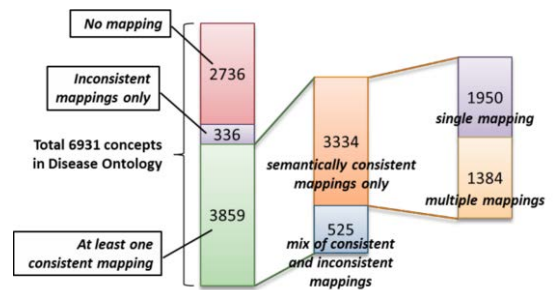 No mapping
2736
Inconsistent
mappings only
336
Total 6931 concepts
in Disease Ontology
3859
At least one
consistent mapping
3334
semantically consistent
mappings only
525
mix of consistent
and inconsistent
mappings
1950
single mapping
1384
multiple mappings